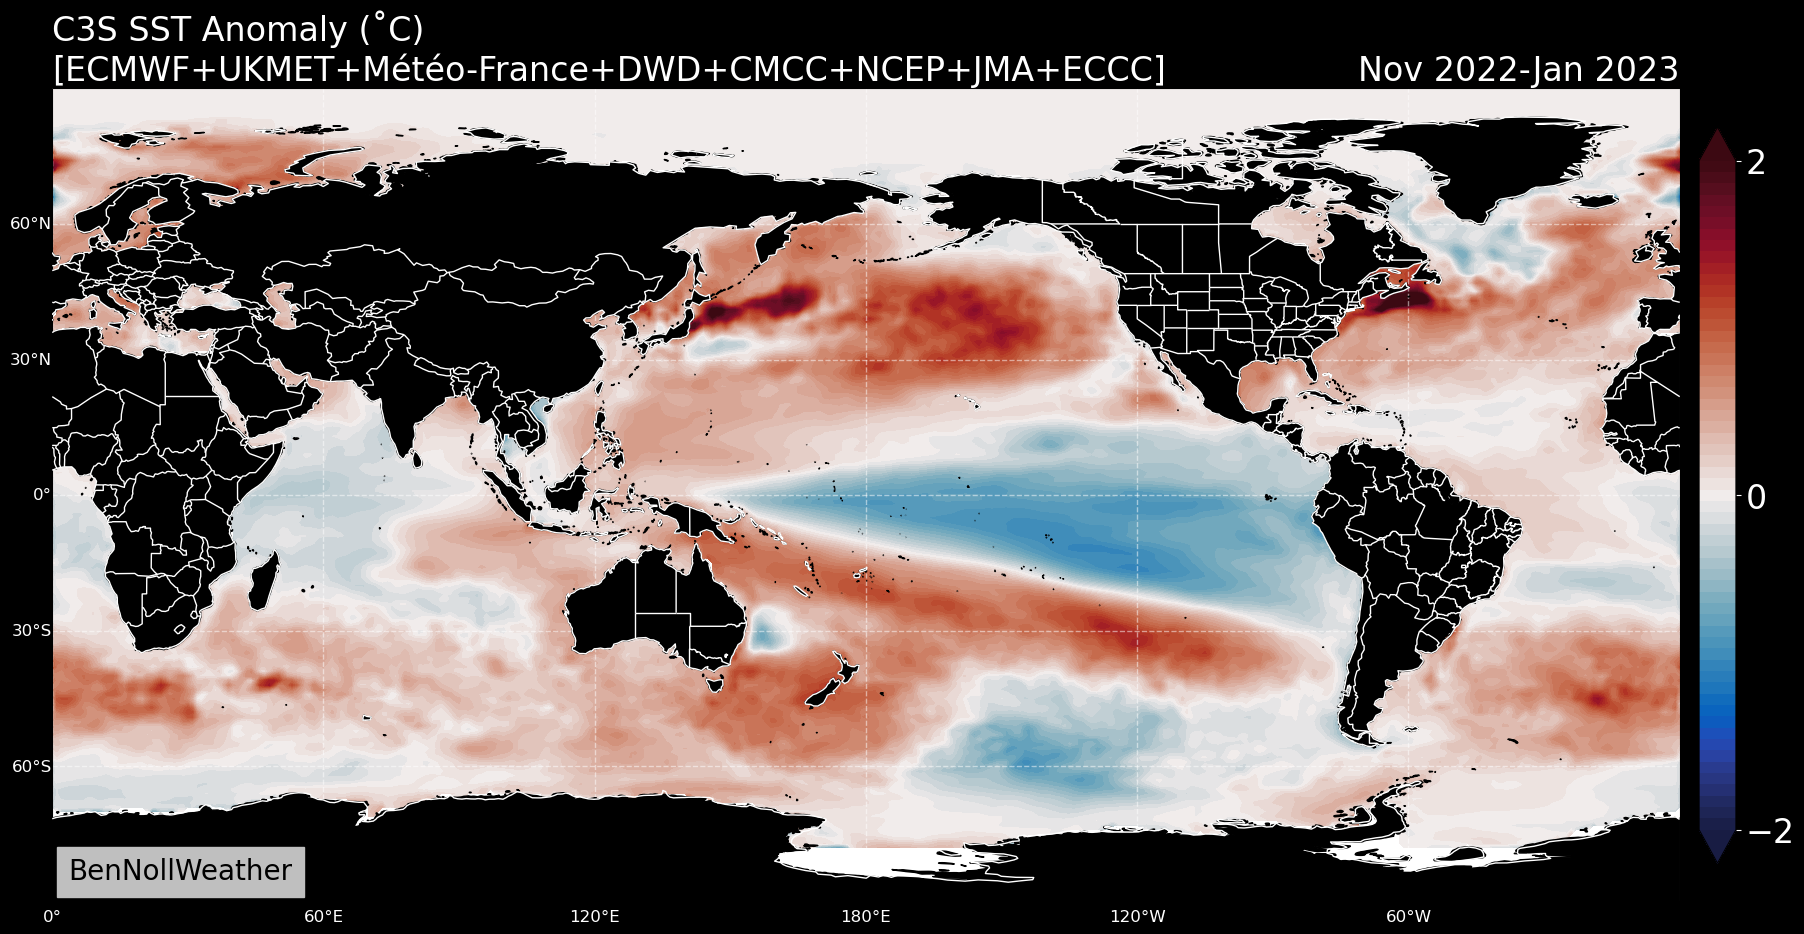 C3S SST Anomaly (˚C)
[ECMWF+UKMET+Météo-France+DWD+CMCC+NCEP+JMA+ECCC] Nov 2022-Jan 2023
60°N
30°N
0°
30°S
60°S
2
0
−2
BenNollWeather
0° 60°E 120°E 180°E 120°W 60°W